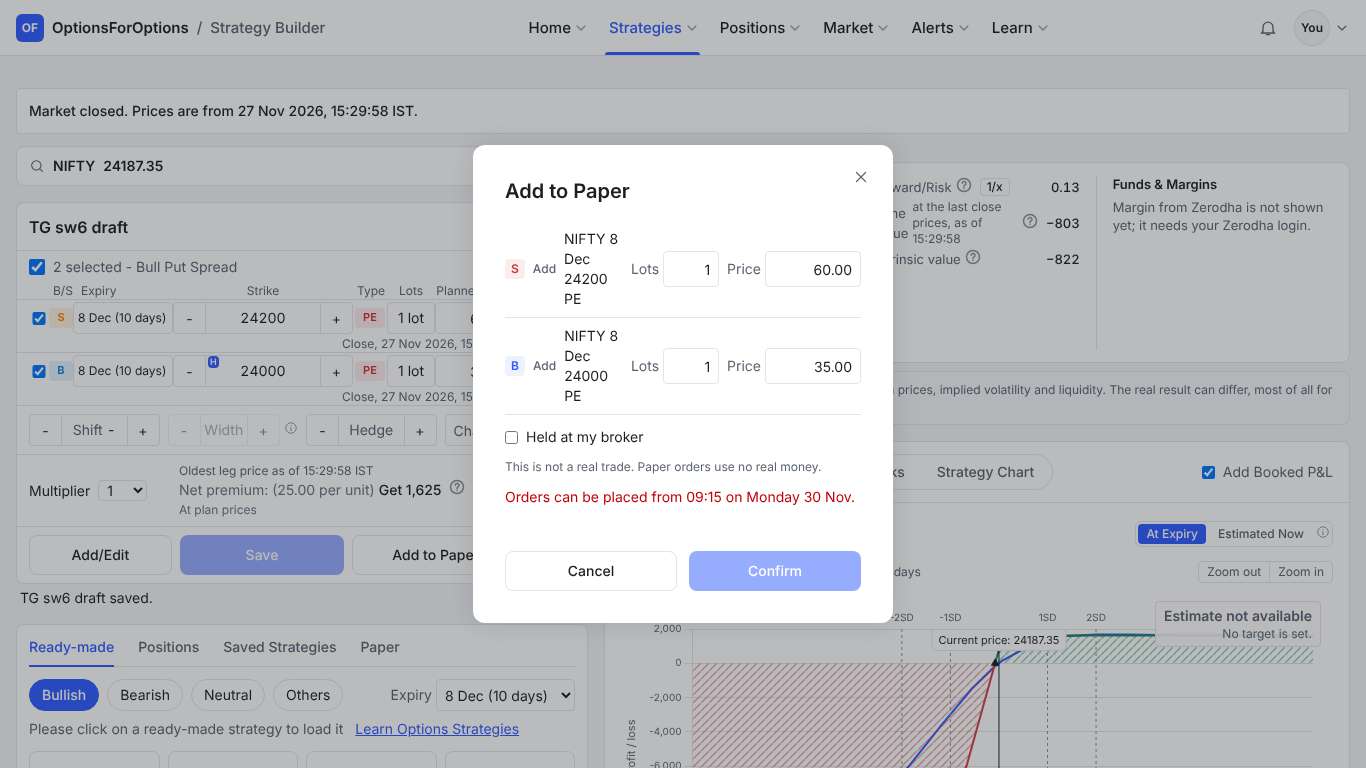 OF OptionsForOptions / Strategy Builder
Home Strategies Positions Market Alerts Learn
You
Market closed. Prices are from 27 Nov 2026, 15:29:58 IST.
NIFTY 24187.35
TG sw6 draft
2 selected - Bull Put Spread
B/S Expiry Strike Type Lots
S 8 Dec (10 days) - 24200 + PE 1 lot
Close, 27 Nov 2026, 15
B 8 Dec (10 days) - H 24000 + PE 1 lot
Close, 27 Nov 2026, 15
- Shift - + - Width + - Hedge +
Multiplier 1
Oldest leg price as of 15:29:58 IST
Net premium: (25.00 per unit) Get 1,625
At plan prices
Add/Edit Save Add to
TG sw6 draft saved.
Ready-made Positions Saved Strategies Paper
Bullish Bearish Neutral Others Expiry 8 Dec (10 days)
Please click on a ready-made strategy to load it Learn Options Strategies
Add to Paper
S Add NIFTY 8 Dec 24200 PE Lots 1 Price 60.00
B Add NIFTY 8 Dec 24000 PE Lots 1 Price 35.00
Held at my broker
This is not a real trade. Paper orders use no real money.
Orders can be placed from 09:15 on Monday 30 Nov.
Cancel Confirm
/Risk 1/x 0.13
at the last close
prices, as of
15:29:58
−803
value −822
Funds & Margins
Margin from Zerodha is not shown
yet; it needs your Zerodha login.
prices, implied volatility and liquidity. The real result can differ, most of all for
Strategy Chart
Add Booked P&L
At Expiry Estimated Now
days
Zoom out Zoom in
-2SD -1SD 1SD 2SD
Estimate not available
No target is set.
Current price: 24187.35
2,000
0
-2,000
-4,000
-6,000
/ loss